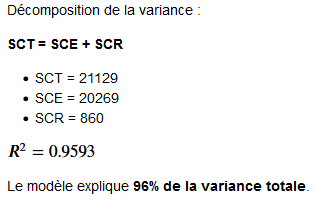 Décomposition de la variance :
SCT = SCE + SCR
• SCT = 21129
• SCE = 20269
• SCR = 860
R² = 0.9593
Le modèle explique 96% de la variance totale.